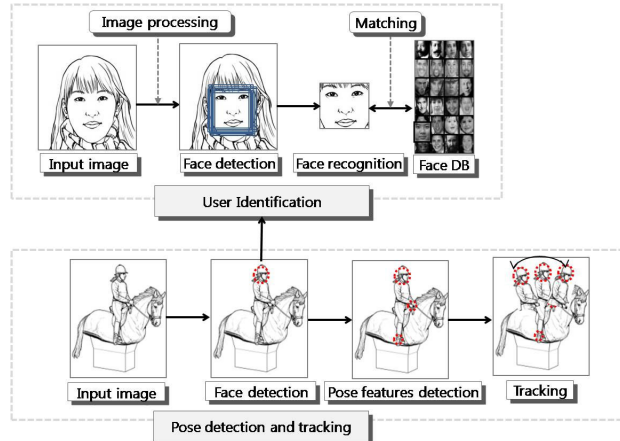 Image processing
Matching
Input image
Face detection
Face recognition
Face DB
User Identification
Input image
Face detection
Pose features detection
Tracking
Pose detection and tracking